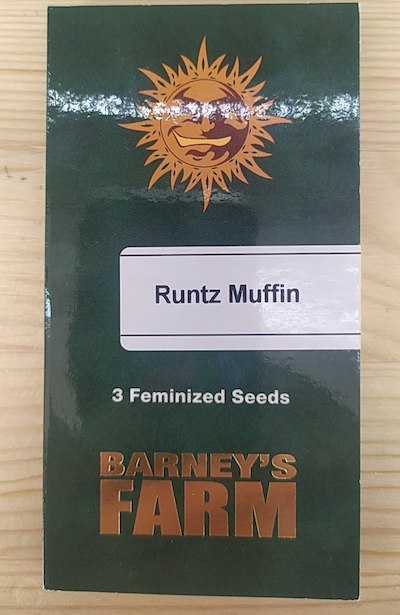 Runtz Muffin
3 Feminized Seeds
BARNEY'S
FARM